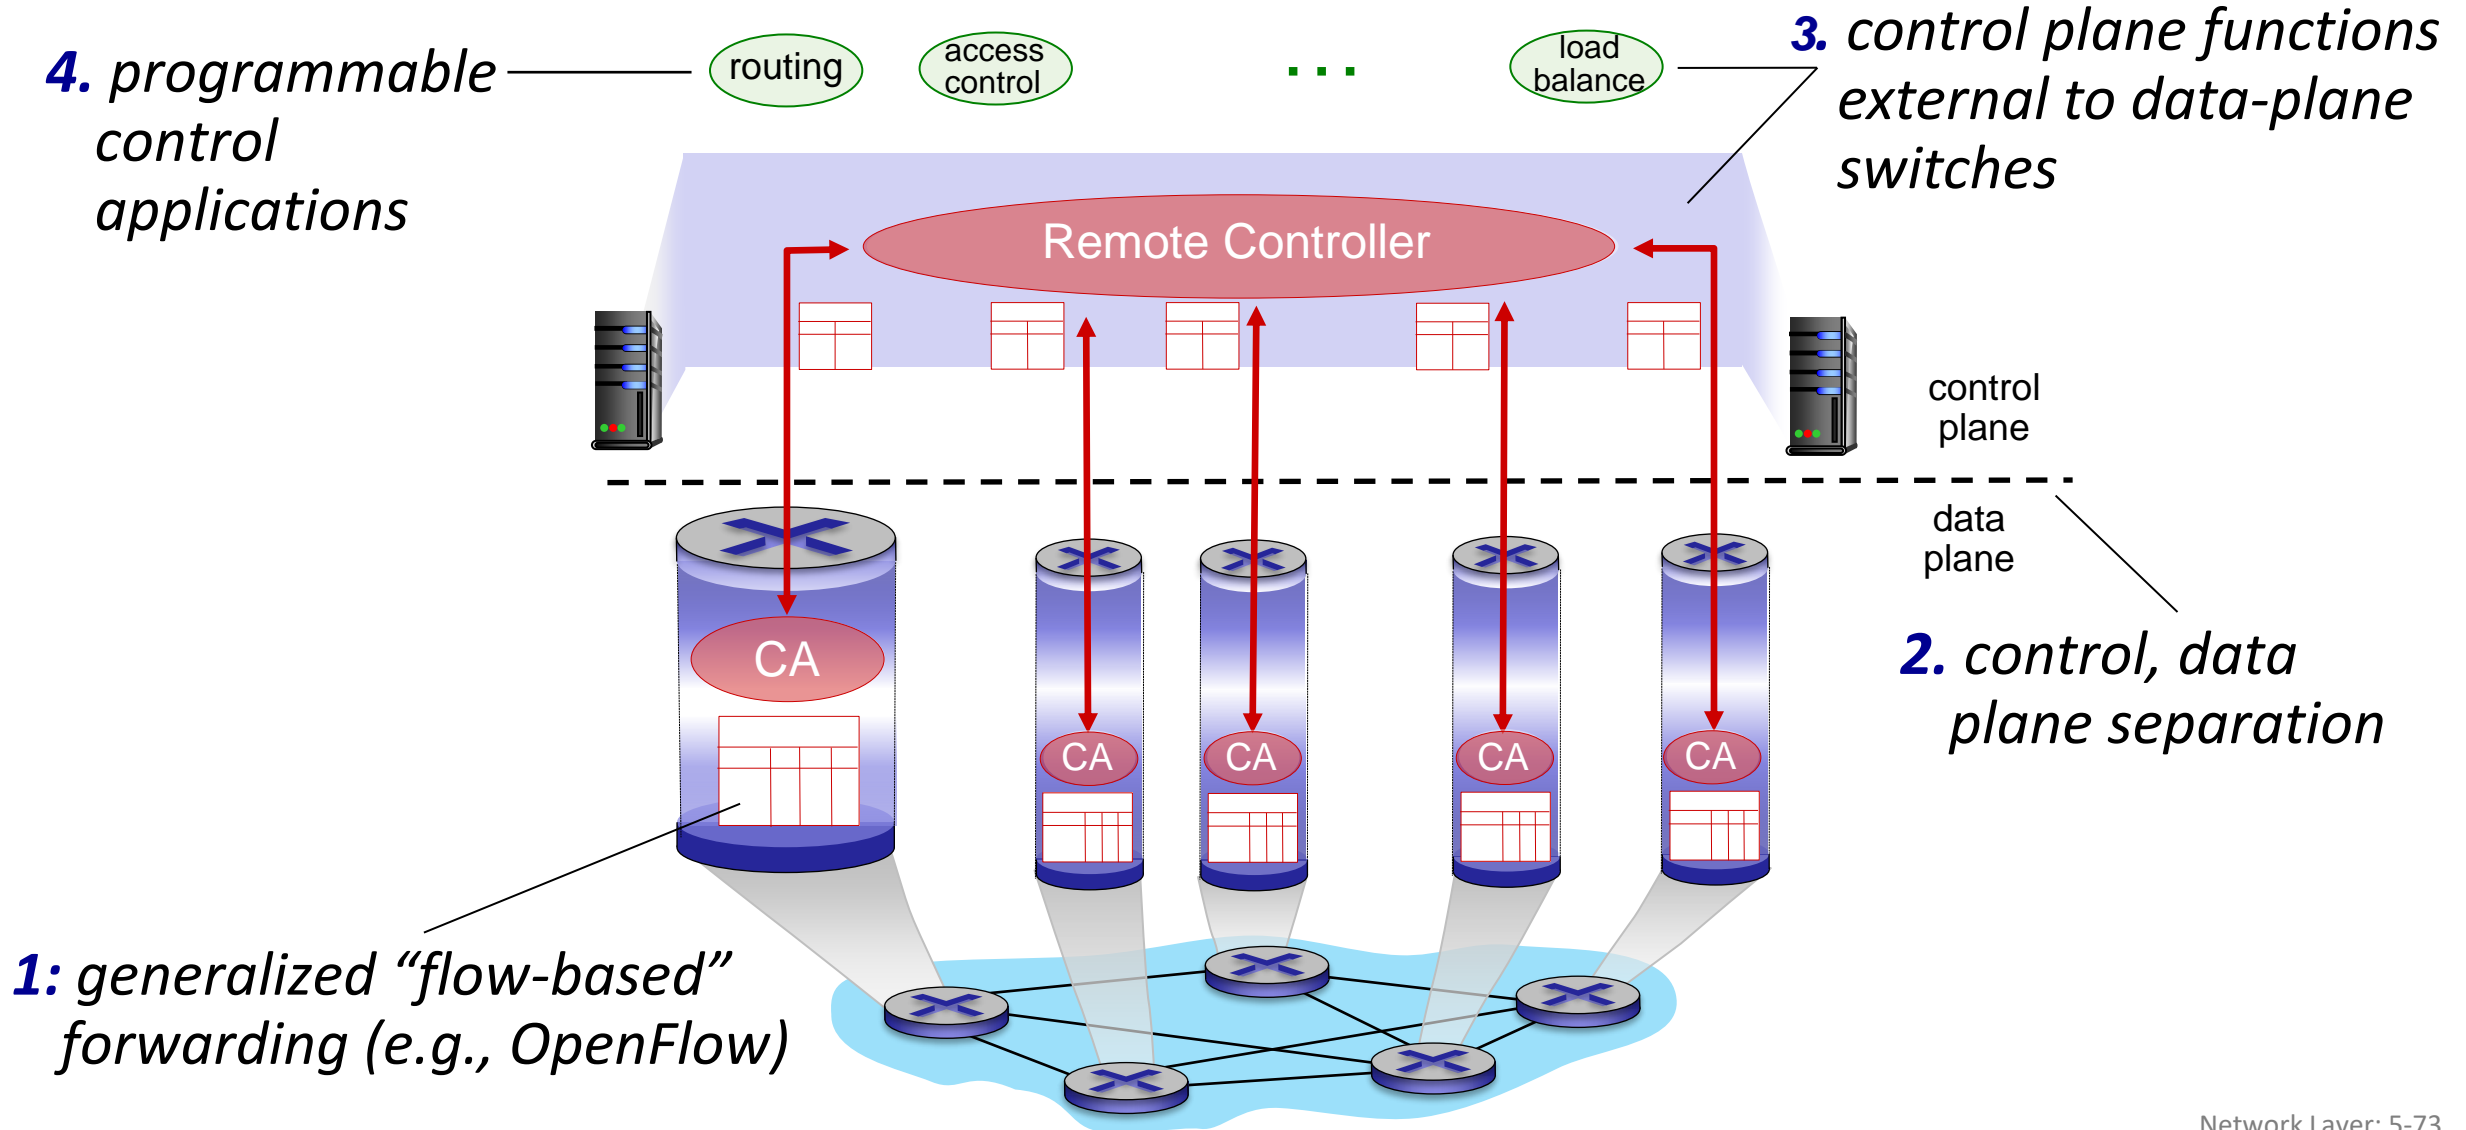 4. programmable
control
applications
routing
access
control
...
load
balance
3. control plane functions
external to data-plane
switches
Remote Controller
control
plane
data
plane
CA
CA
CA
CA
CA
2. control, data
plane separation
1: generalized “flow-based”
forwarding (e.g., OpenFlow)
Network Layer: 5-73